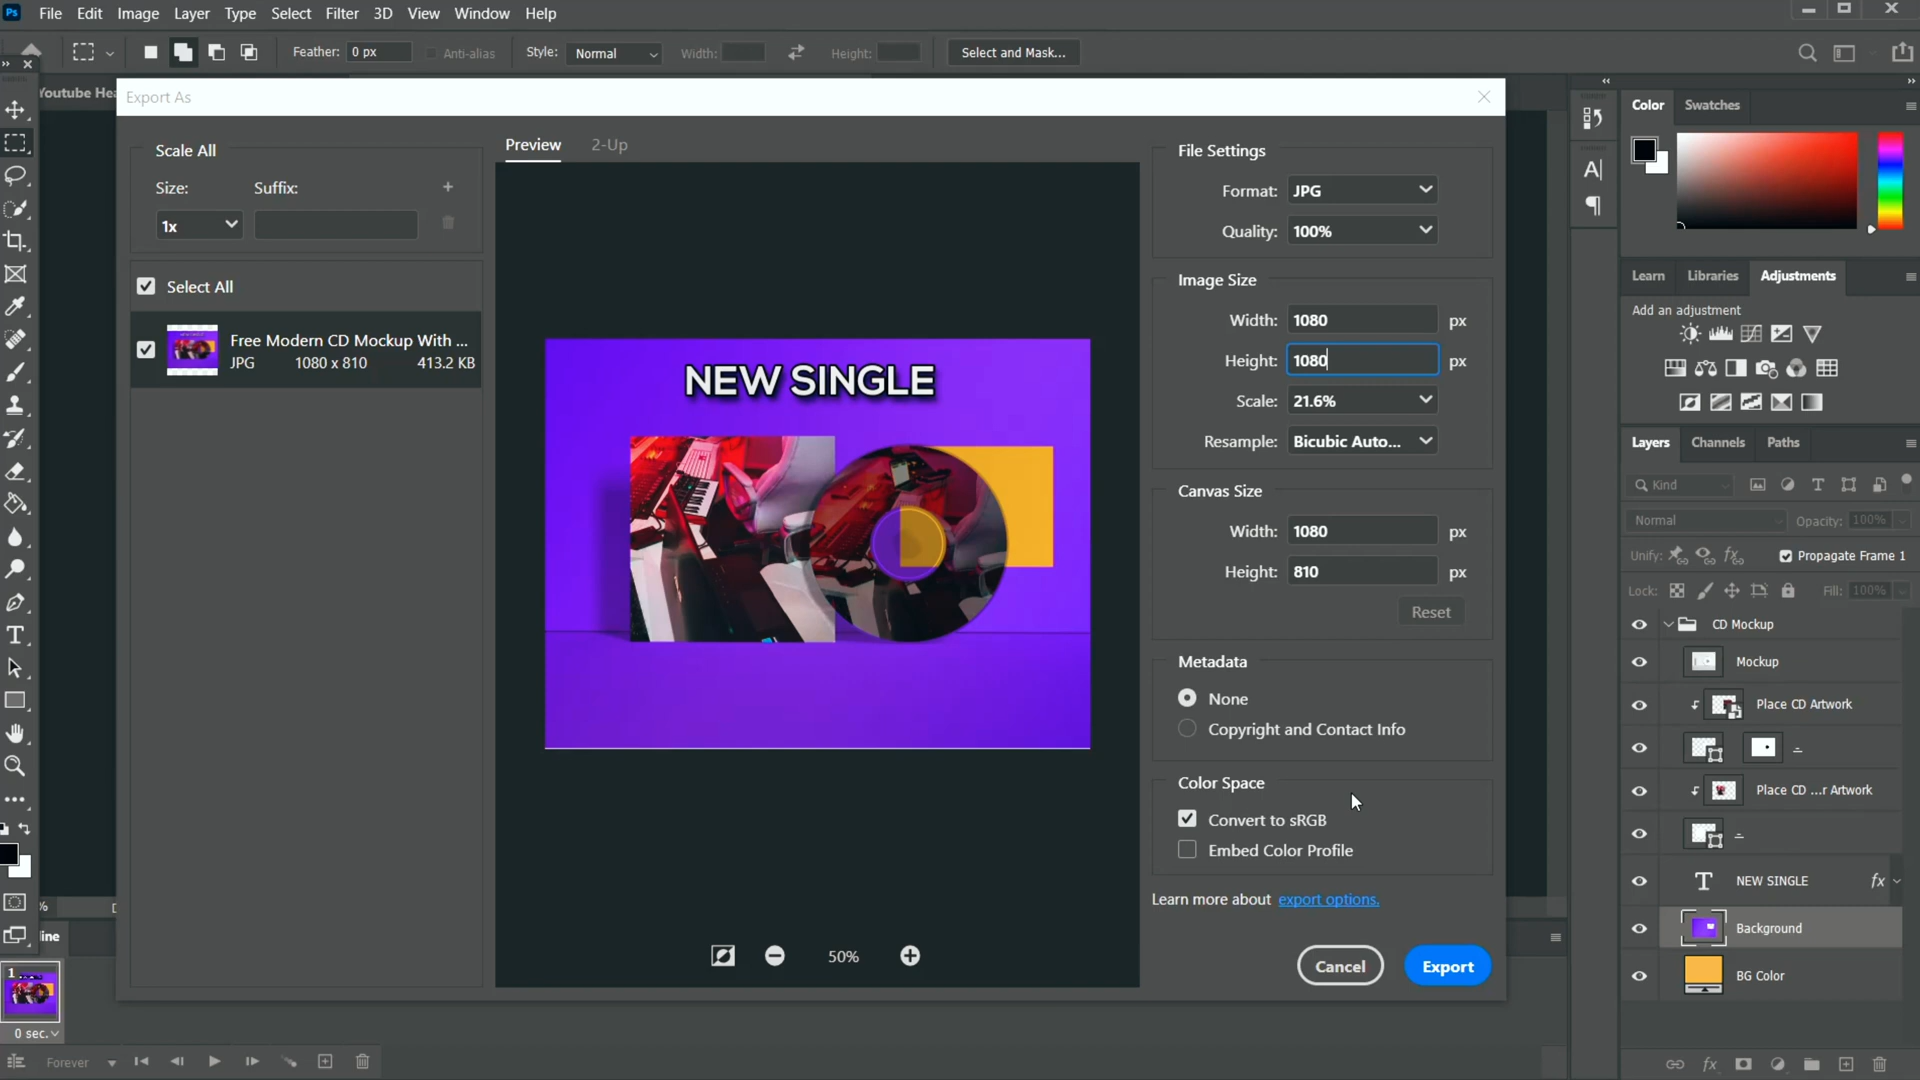 Ps File Edit Image Layer Type Select Filter 3D View Window Help
Feather: 0 px Anti-alias Style: Normal Width: Height: Select and Mask...
Youtube Hea
Export As
Scale All
Size: Suffix:
1x
Select All
Free Modern CD Mockup With ...
JPG 1080 x 810 413.2 KB
Preview 2-Up
NEW SINGLE
50%
File Settings
Format: JPG
Quality: 100%
Image Size
Width: 1080 px
Height: 1080 px
Scale: 21.6%
Resample: Bicubic Auto...
Canvas Size
Width: 1080 px
Height: 810 px
Reset
Metadata
None
Copyright and Contact Info
Color Space
Convert to sRGB
Embed Color Profile
Learn more about export options.
Cancel Export
Color Swatches
Learn Libraries Adjustments
Add an adjustment
Layers Channels Paths
Kind
Normal Opacity: 100%
Unify: Propagate Frame 1
Lock: Fill: 100%
CD Mockup
Mockup
Place CD Artwork
Place CD ...r Artwork
NEW SINGLE fx
Background
BG Color
fx
%
line
1
0 sec.
Forever